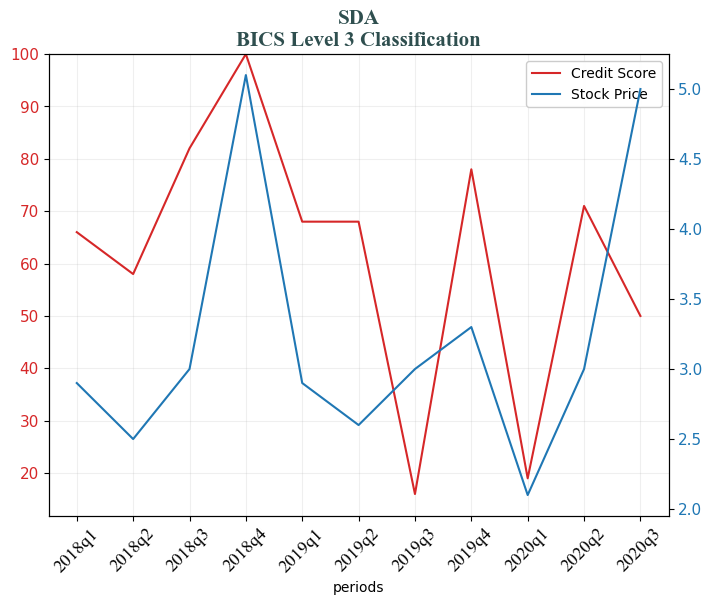 SDA
BICS Level 3 Classification
Credit Score
Stock Price
100
90
80
70
60
50
40
30
20
5.0
4.5
4.0
3.5
3.0
2.5
2.0
2018q1
2018q2
2018q3
2018q4
2019q1
2019q2
2019q3
2019q4
2020q1
2020q2
2020q3
periods